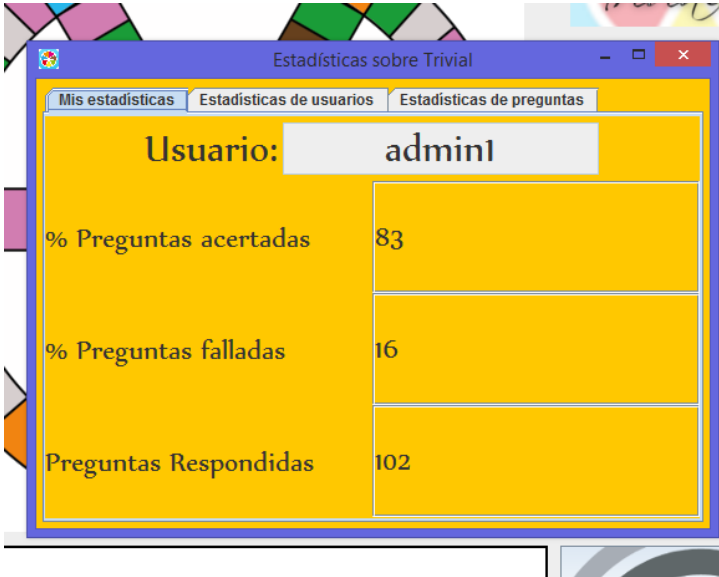 Estadísticas sobre Trivial
Mis estadísticas Estadísticas de usuarios Estadísticas de preguntas
Usuario: admin1
% Preguntas acertadas 83
% Preguntas falladas 16
Preguntas Respondidas 102